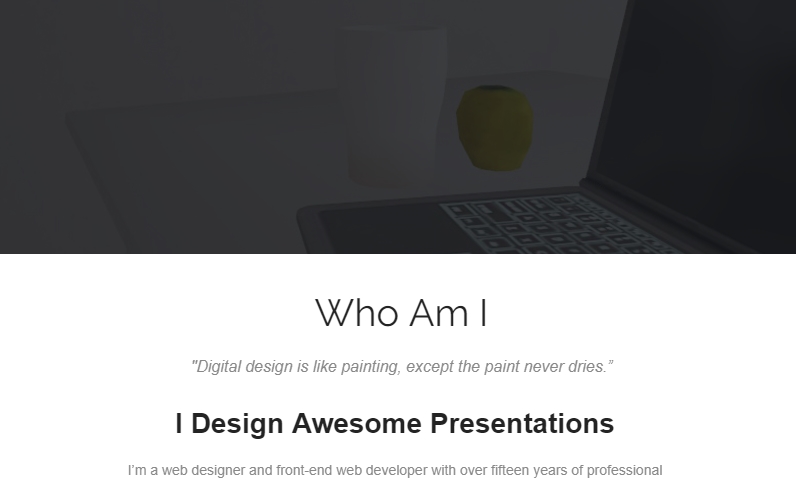 Who Am I
"Digital design is like painting, except the paint never dries.”
I Design Awesome Presentations
I’m a web designer and front-end web developer with over fifteen years of professional